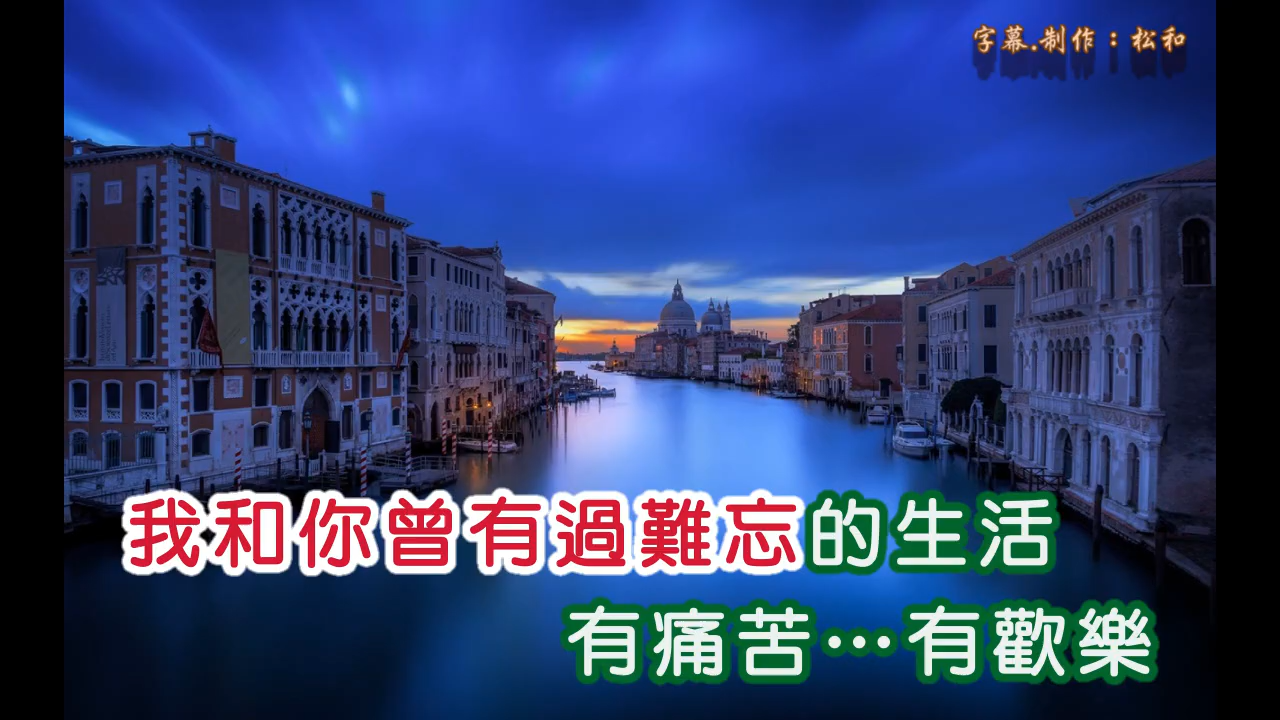 字幕.制作：松和
我和你曾有過難忘的生活
有痛苦…有歡樂